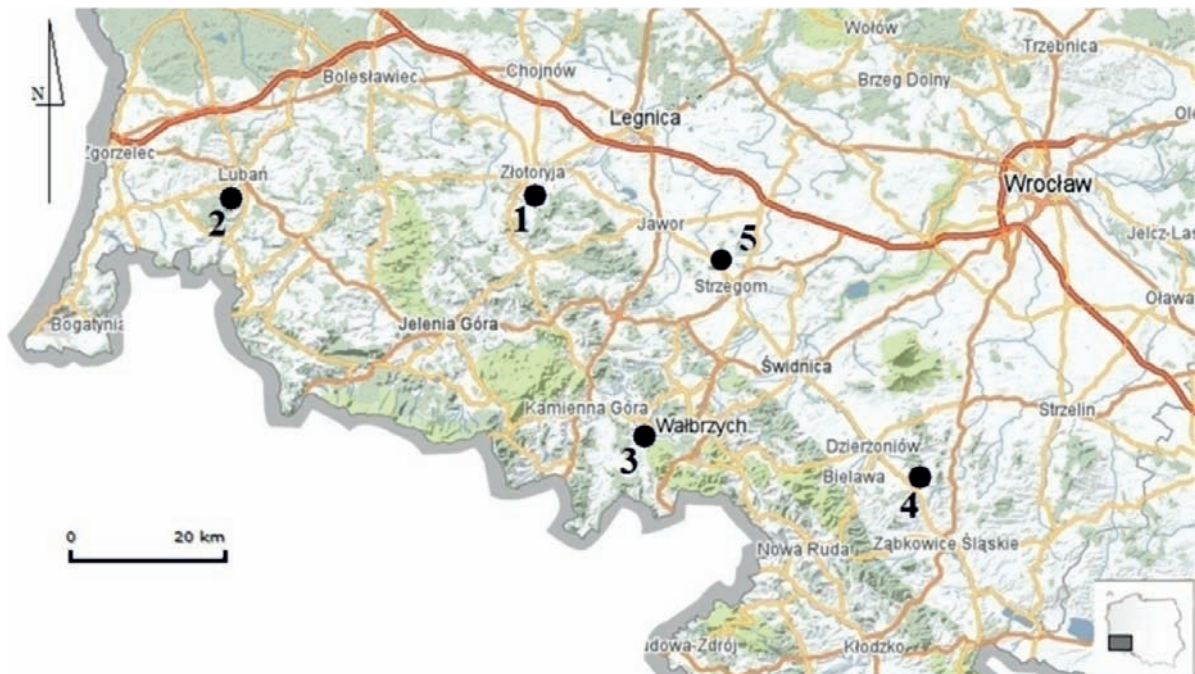 Wołów
Trzebnica
Bolesławiec
Chojnów
Brzeg Dolny
N
Legnica
Zgorzelec
Lubań
Złotoryja
Wrocław
2
1
Jawor
5
Jelcz-Las
Strzegom
Oława
Bogatynia
Jelenia Góra
Świdnica
Kamienna Góra
Wałbrzych
Strzelin
3
Dzierżoniów
Bielawa
4
0 20 km
Nowa Ruda
Ząbkowice Śląskie
udowa-Zdrój
Kłodzko